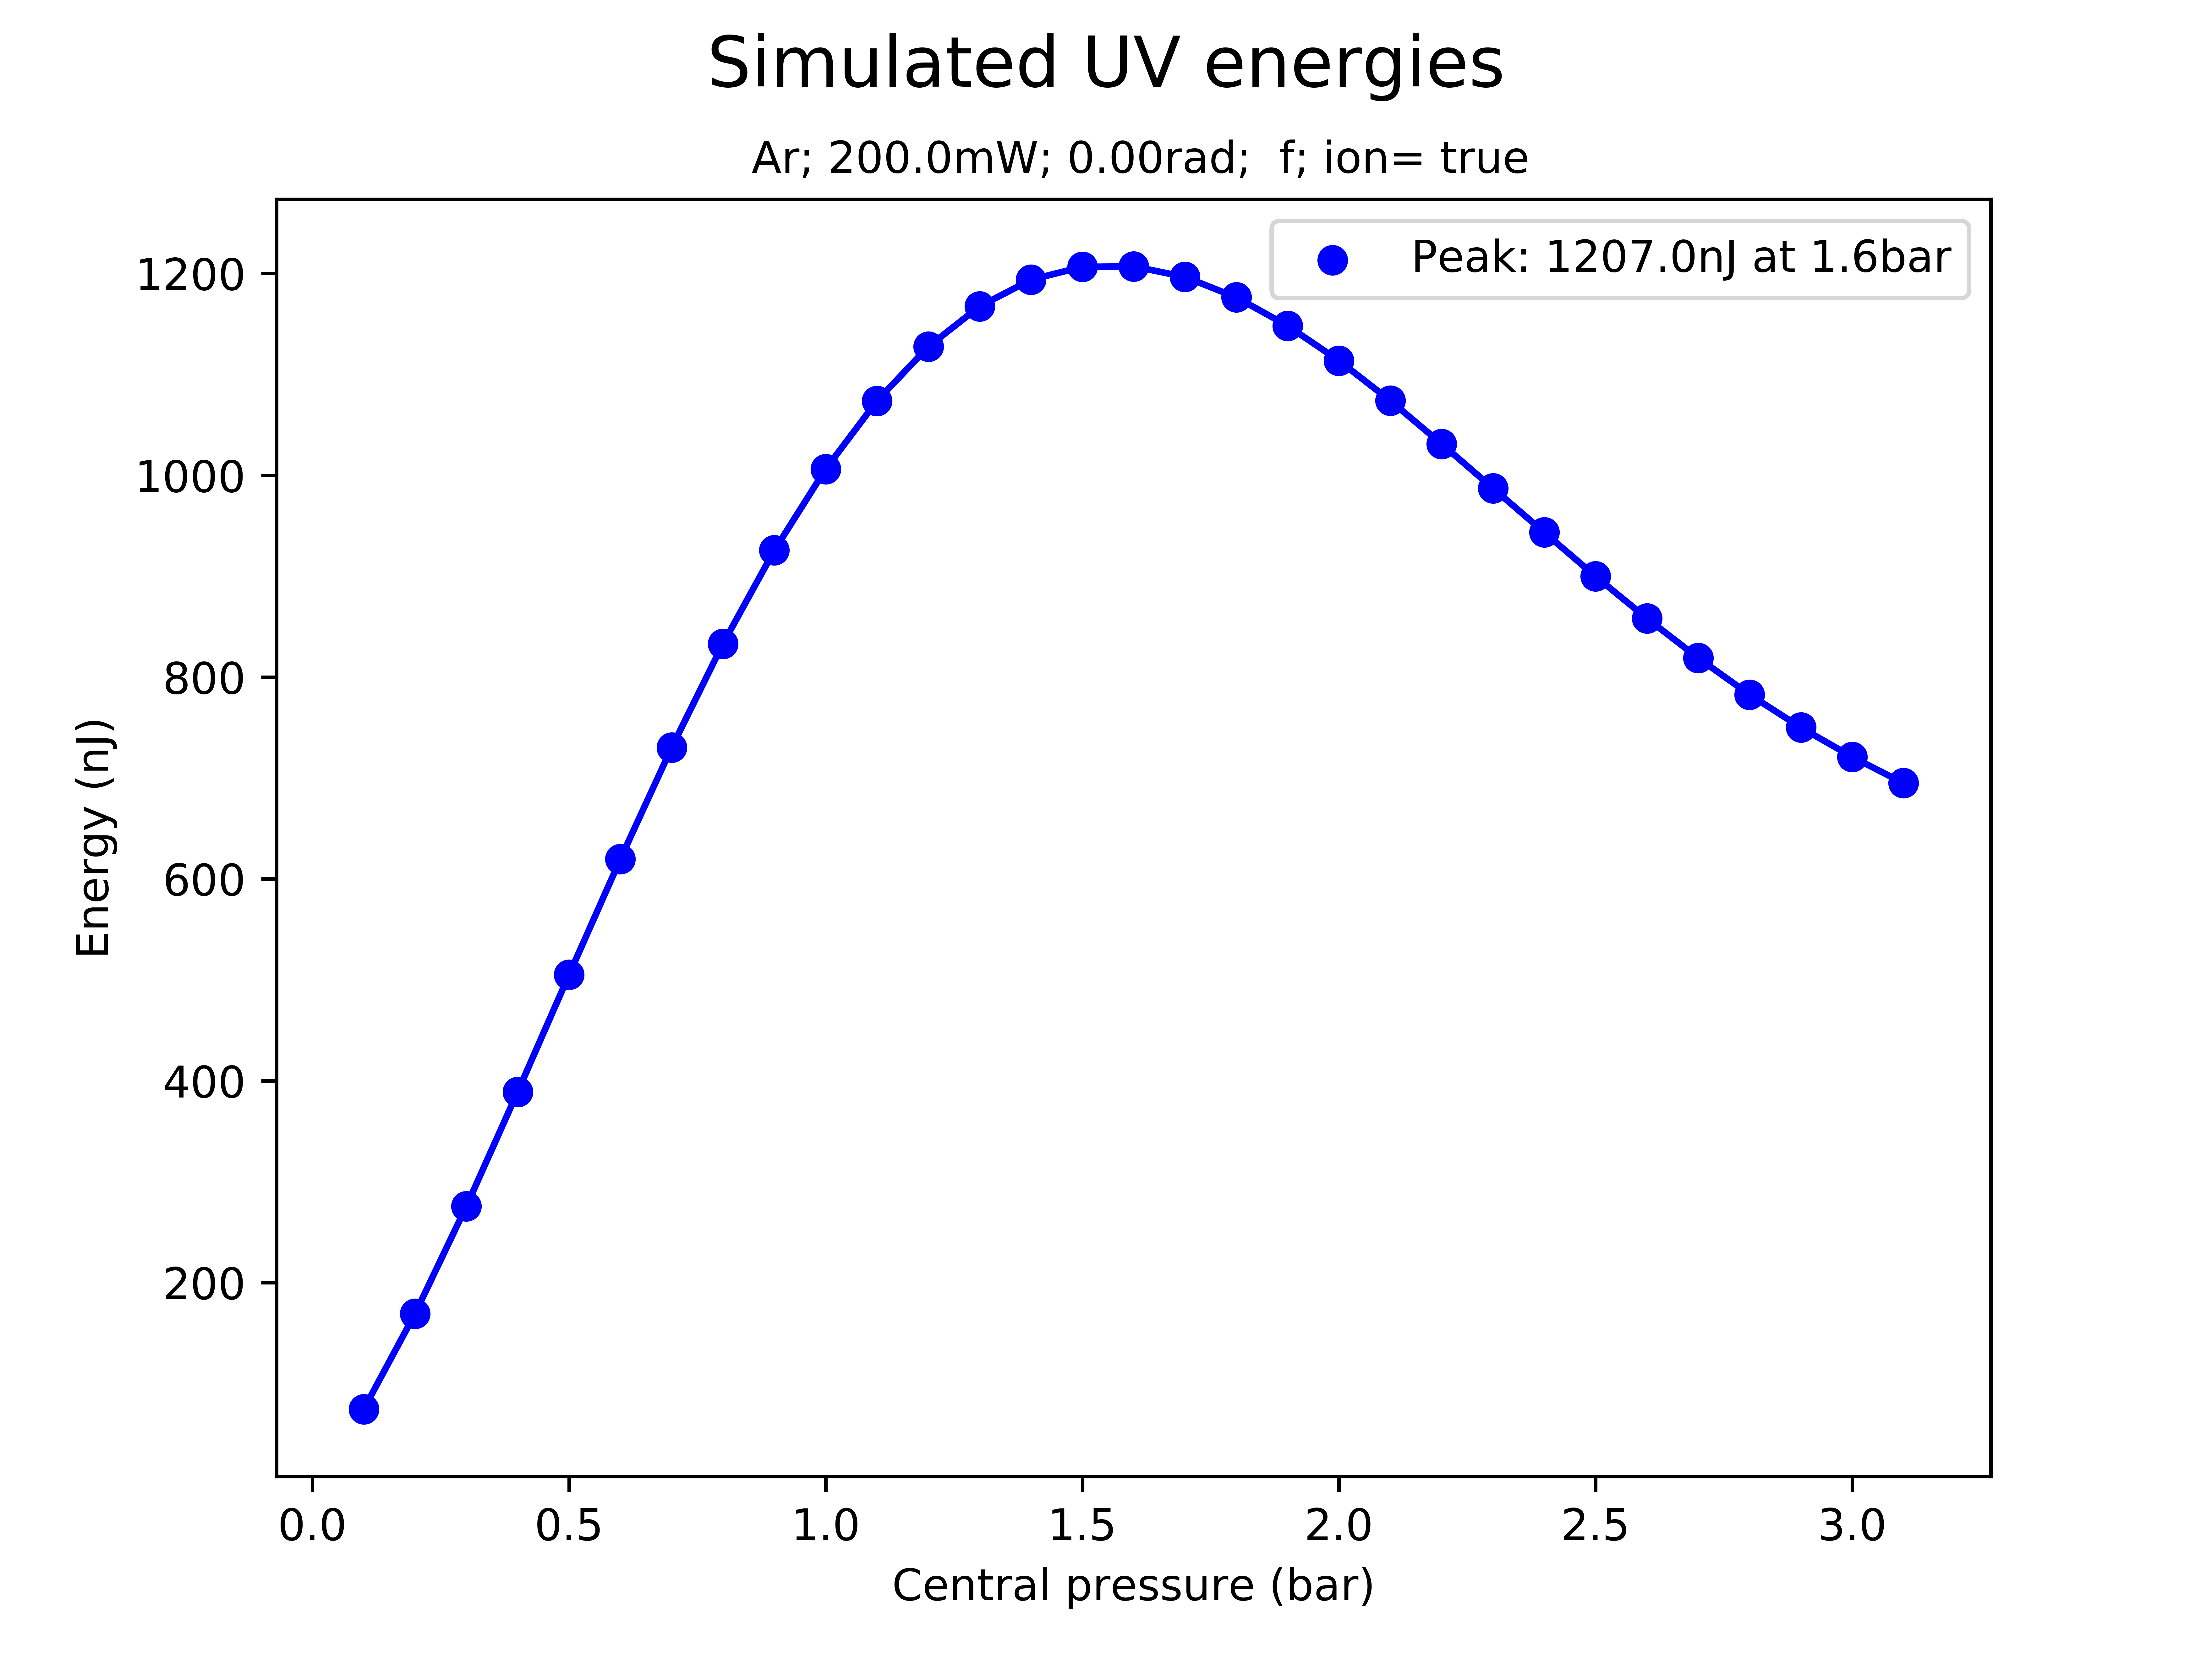 Simulated UV energies
Ar; 200.0mW; 0.00rad;  f; ion= true
Peak: 1207.0nJ at 1.6bar
1200
1000
800
600
400
200
Energy (nJ)
0.0 0.5 1.0 1.5 2.0 2.5 3.0
Central pressure (bar)